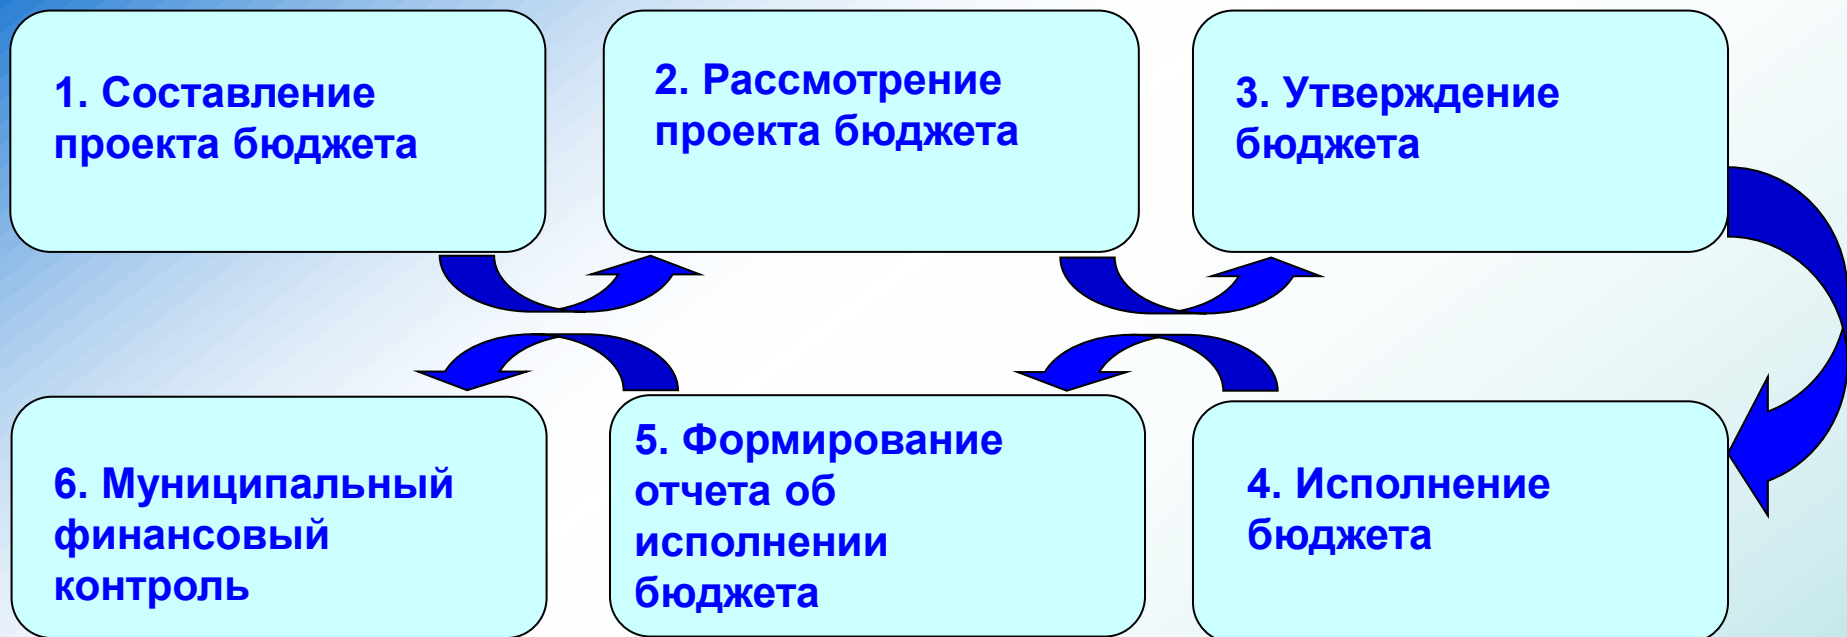 1. Составление
проекта бюджета
2. Рассмотрение
проекта бюджета
3. Утверждение
бюджета
4. Исполнение
бюджета
5. Формирование
отчета об
исполнении
бюджета
6. Муниципальный
финансовый
контроль